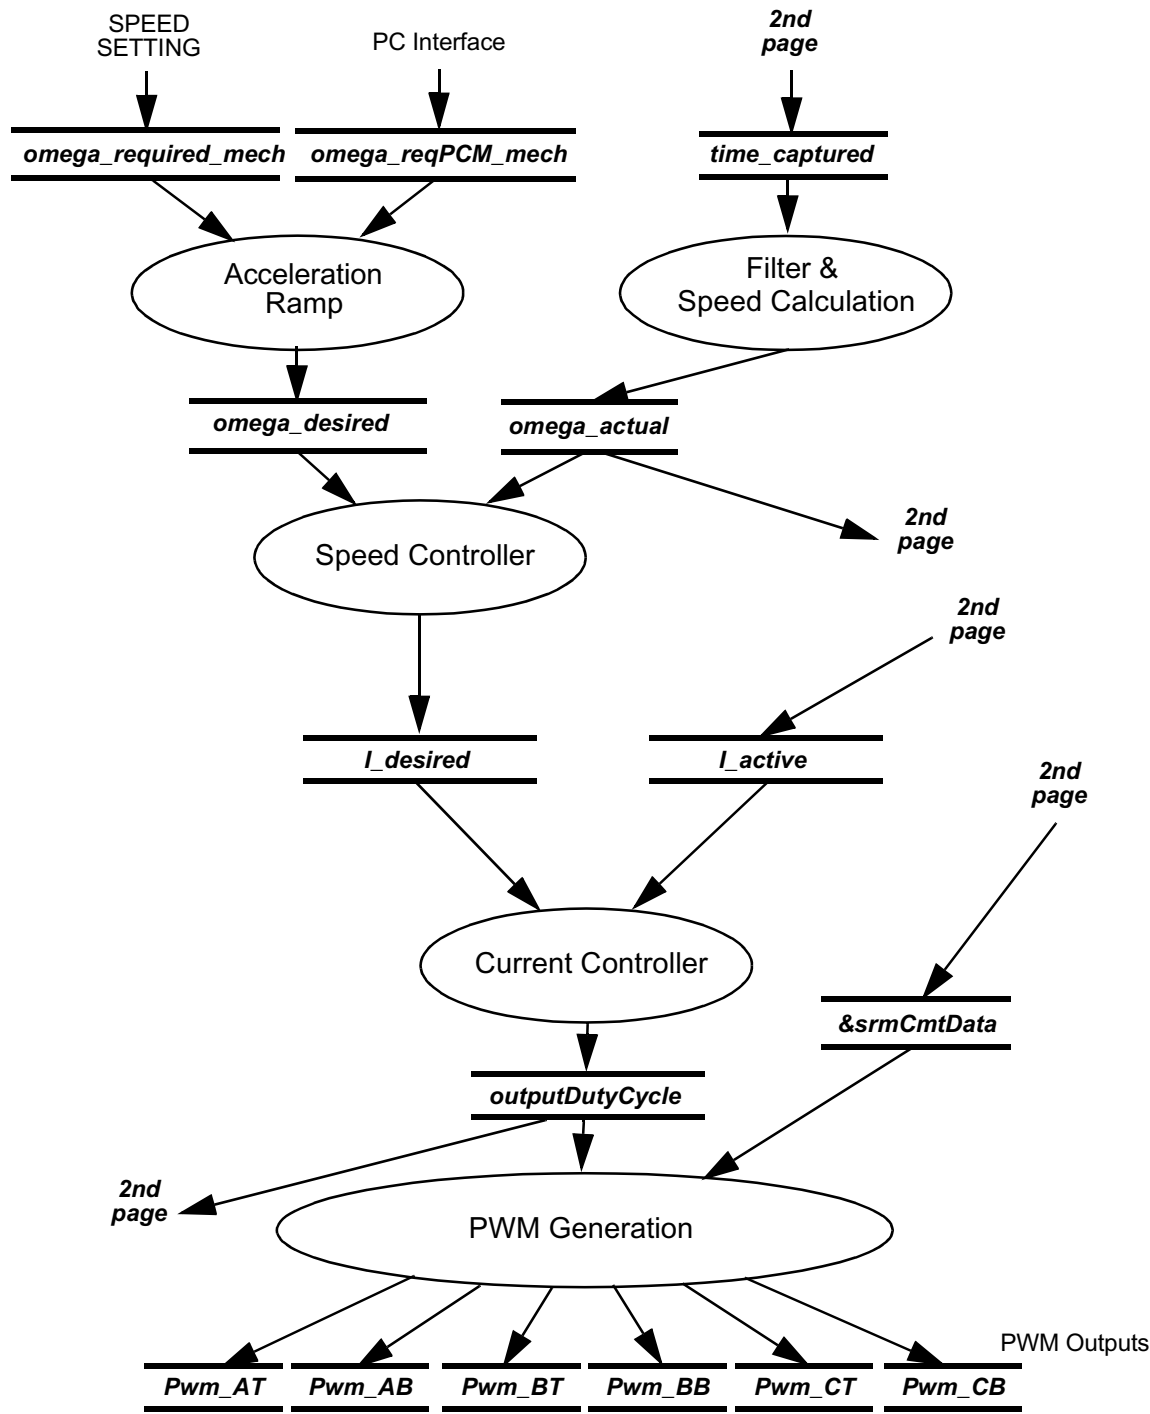 SPEED
SETTING
PC Interface
2nd
page
omega_required_mech
omega_reqPCM_mech
time_captured
Acceleration
Ramp
Filter &
Speed Calculation
omega_desired
omega_actual
2nd
page
Speed Controller
2nd
page
I_desired
I_active
2nd
page
Current Controller
&srmCmtData
outputDutyCycle
2nd
page
PWM Generation
PWM Outputs
Pwm_AT
Pwm_AB
Pwm_BT
Pwm_BB
Pwm_CT
Pwm_CB